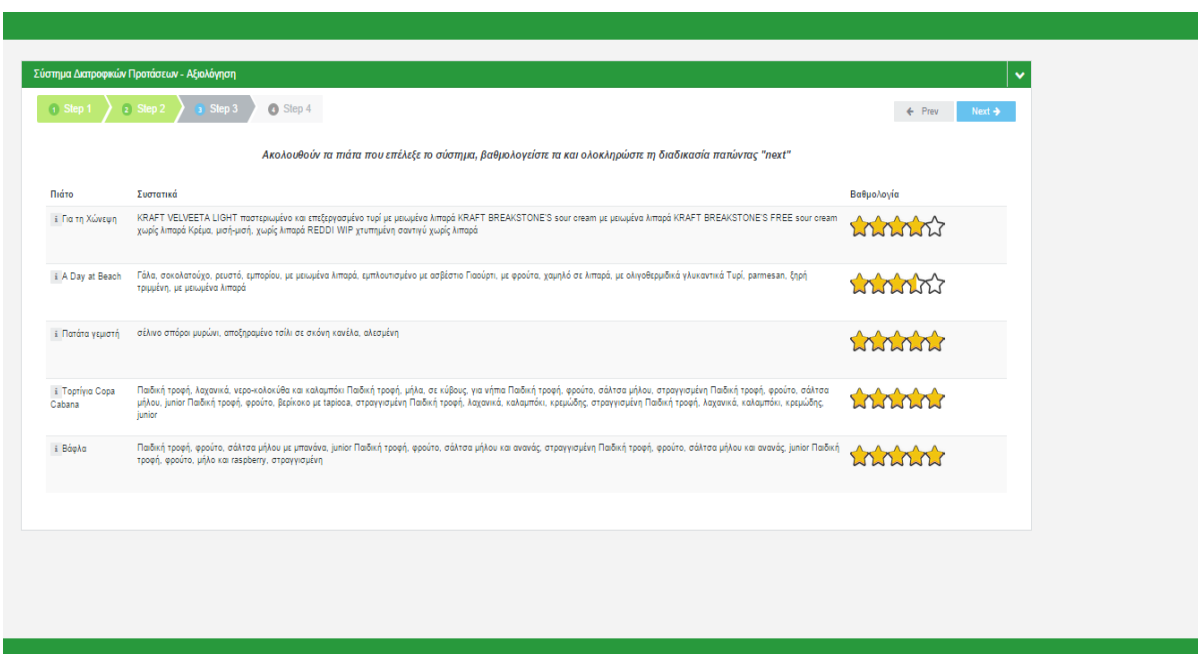 Σύστημα Διατροφικών Προτάσεων - Αξιολόγηση
1 Step 1 2 Step 2 3 Step 3 4 Step 4
Prev Next
Ακολουθούν τα πιάτα που επέλεξε το σύστημα, βαθμολογείστε τα και ολοκληρώστε τη διαδικασία πατώντας "next"
Πιάτο Συστατικά Βαθμολογία
i Για τη Χώνεψη
KRAFT VELVEETA LIGHT παστεριωμένο και επεξεργασμένο τυρί με μειωμένα λιπαρά KRAFT BREAKSTONE'S sour cream με μειωμένα λιπαρά KRAFT BREAKSTONE'S FREE sour cream
χωρίς λιπαρά Κρέμα, μισή-μισή, χωρίς λιπαρά REDDI WIP χτυπημένη σαντιγύ χωρίς λιπαρά
i A Day at Beach
Γάλα, σοκολατούχο, ρευστό, εμπορίου, με μειωμένα λιπαρά, εμπλουτισμένο με ασβέστιο Γιαούρτι, με φρούτα, χαμηλό σε λιπαρά, με ολιγοθερμιδικά γλυκαντικά Τυρί, parmesan, ξηρή
τριμμένη, με μειωμένα λιπαρά
i Πατάτα γεμιστή
σέλινο σπόροι μυρώνι, αποξηραμένο τσίλι σε σκόνη κανέλα, αλεσμένη
i Τορτίγια Copa
Cabana
Παιδική τροφή, λαχανικά, νερο-κολοκύθα και καλαμπόκι Παιδική τροφή, μήλα, σε κύβους, για νήπια Παιδική τροφή, φρούτο, σάλτσα μήλου, στραγγισμένη Παιδική τροφή, φρούτο, σάλτσα
μήλου, junior Παιδική τροφή, φρούτο, βερίκοκο με tapioca, στραγγισμένη Παιδική τροφή, λαχανικά, καλαμπόκι, κρεμώδης, στραγγισμένη Παιδική τροφή, λαχανικά, καλαμπόκι, κρεμώδης,
junior
i Βάφλα
Παιδική τροφή, φρούτο, σάλτσα μήλου με μπανάνα, junior Παιδική τροφή, φρούτο, σάλτσα μήλου και ανανάς, στραγγισμένη Παιδική τροφή, φρούτο, σάλτσα μήλου και ανανάς, junior Παιδική
τροφή, φρούτο, μήλο και raspberry, στραγγισμένη